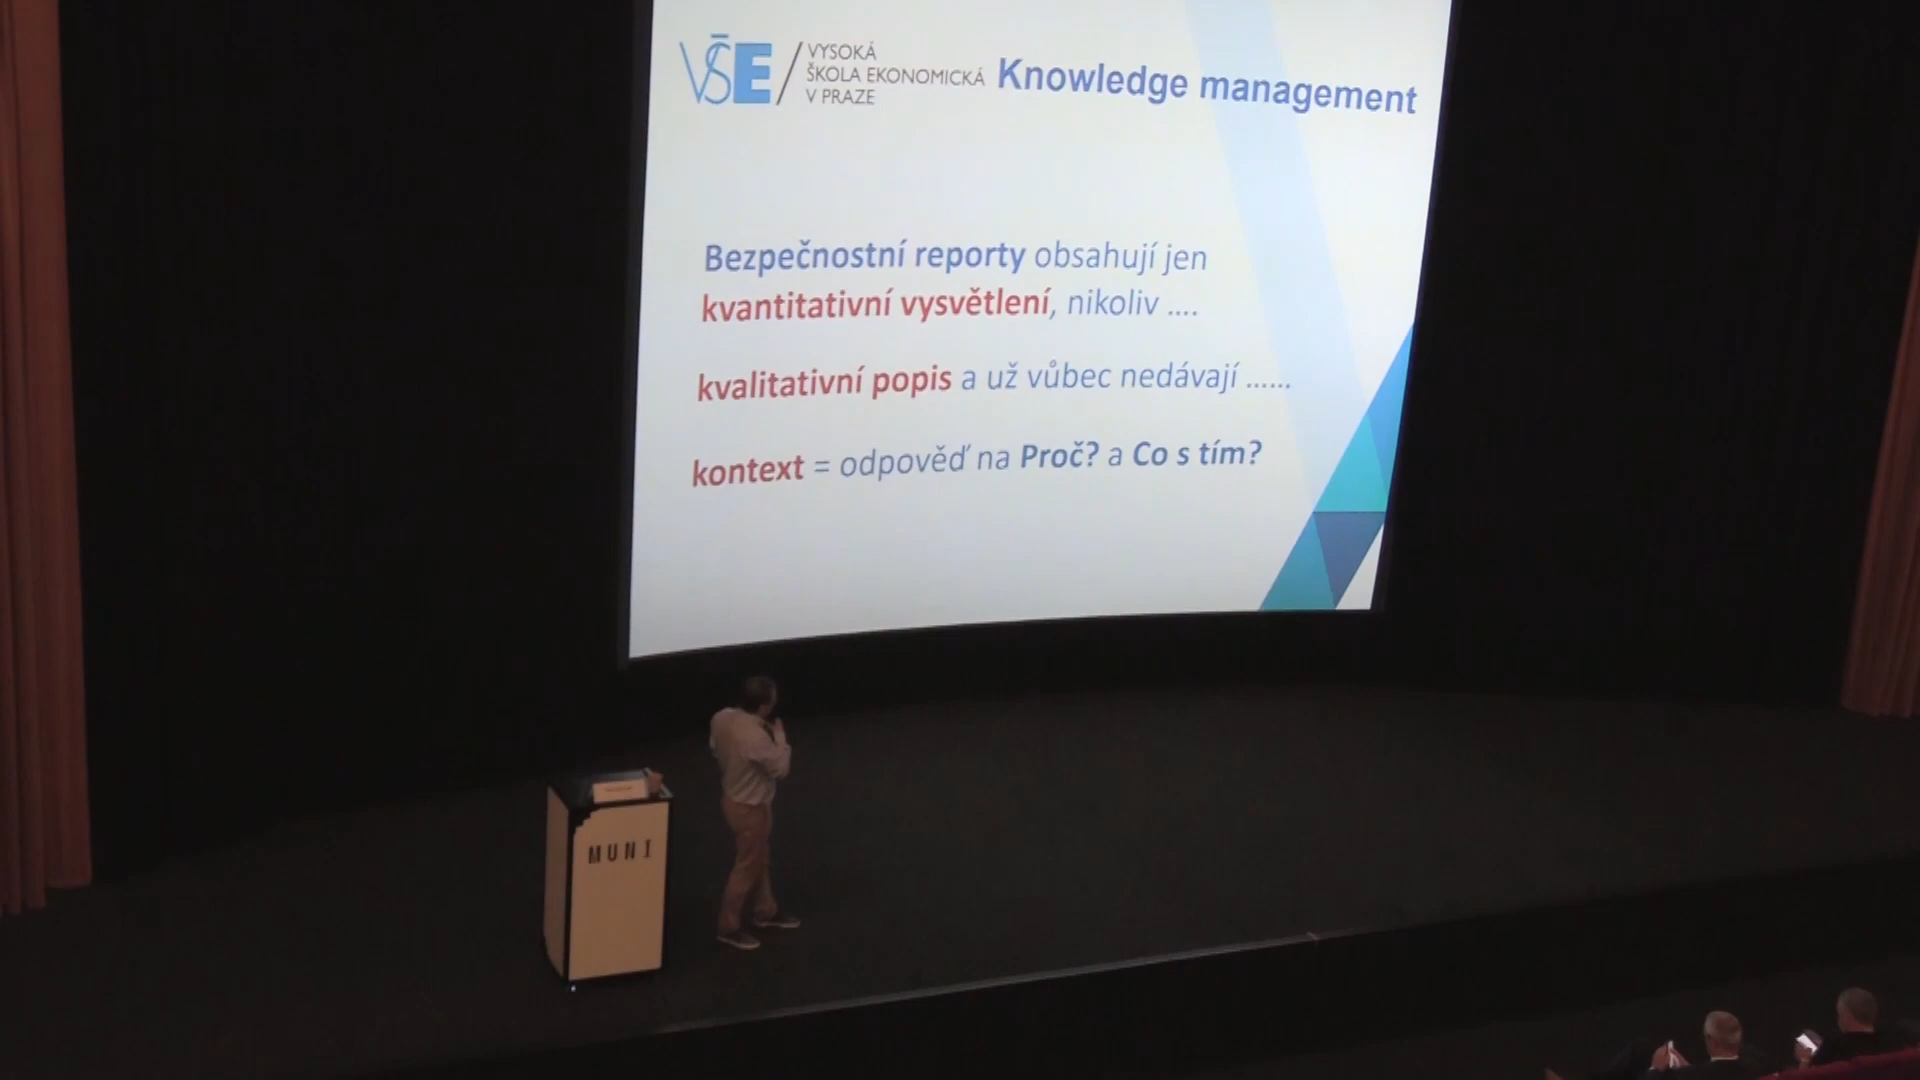 VŠE
VYSOKÁ
ŠKOLA EKONOMICKÁ
V PRAZE
Knowledge management
Bezpečnostní reporty obsahují jen
kvantitativní vysvětlení, nikoliv ....
kvalitativní popis a už vůbec nedávají ......
kontext = odpověď na Proč? a Co s tím?
MUNI